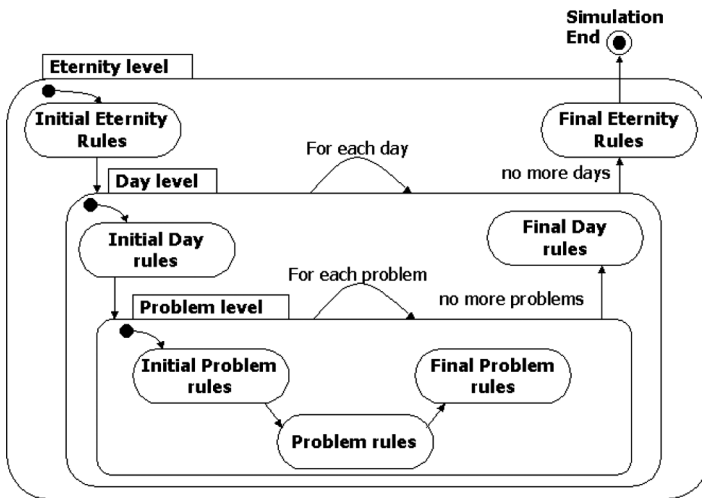 Simulation
End
Eternity level
Initial Eternity
Rules
Final Eternity
Rules
For each day
no more days
Day level
Initial Day
rules
Final Day
rules
For each problem
no more problems
Problem level
Initial Problem
rules
Final Problem
rules
Problem rules